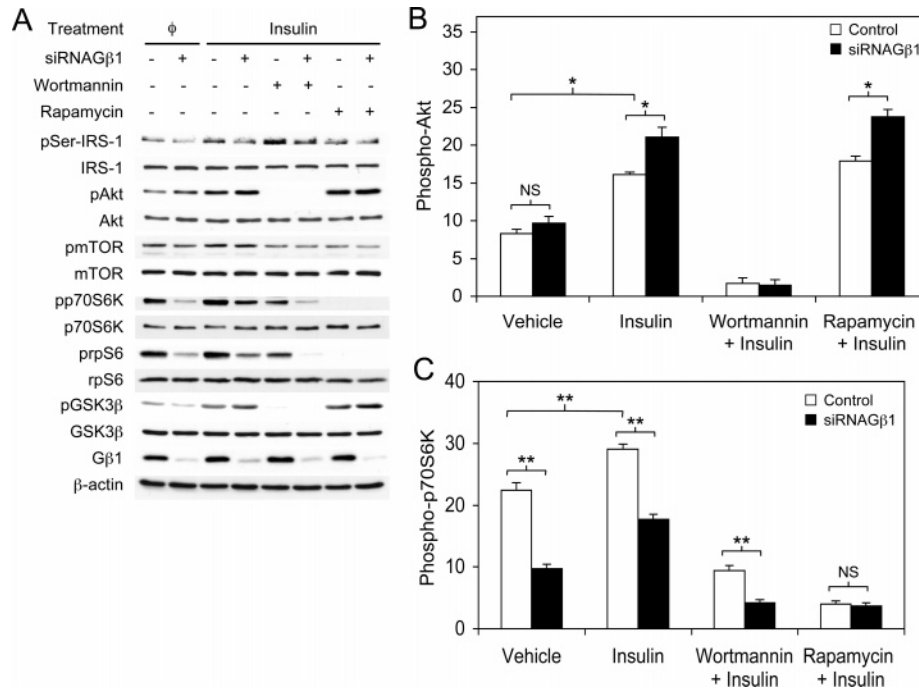 A
Treatment ϕ Insulin
siRNAGβ1 - + - + - + - +
Wortmannin - - - - + + - -
Rapamycin - - - - - - + +
pSer-IRS-1
IRS-1
pAkt
Akt
pmTOR
mTOR
pp70S6K
p70S6K
prpS6
rpS6
pGSK3β
GSK3β
Gβ1
β-actin
B
Control
siRNAGβ1
Phospho-Akt
35
30
25
20
15
10
5
0
NS
*
*
*
Vehicle Insulin Wortmannin + Insulin Rapamycin + Insulin
C
Control
siRNAGβ1
Phospho-p70S6K
40
30
20
10
0
**
**
**
**
NS
Vehicle Insulin Wortmannin + Insulin Rapamycin + Insulin